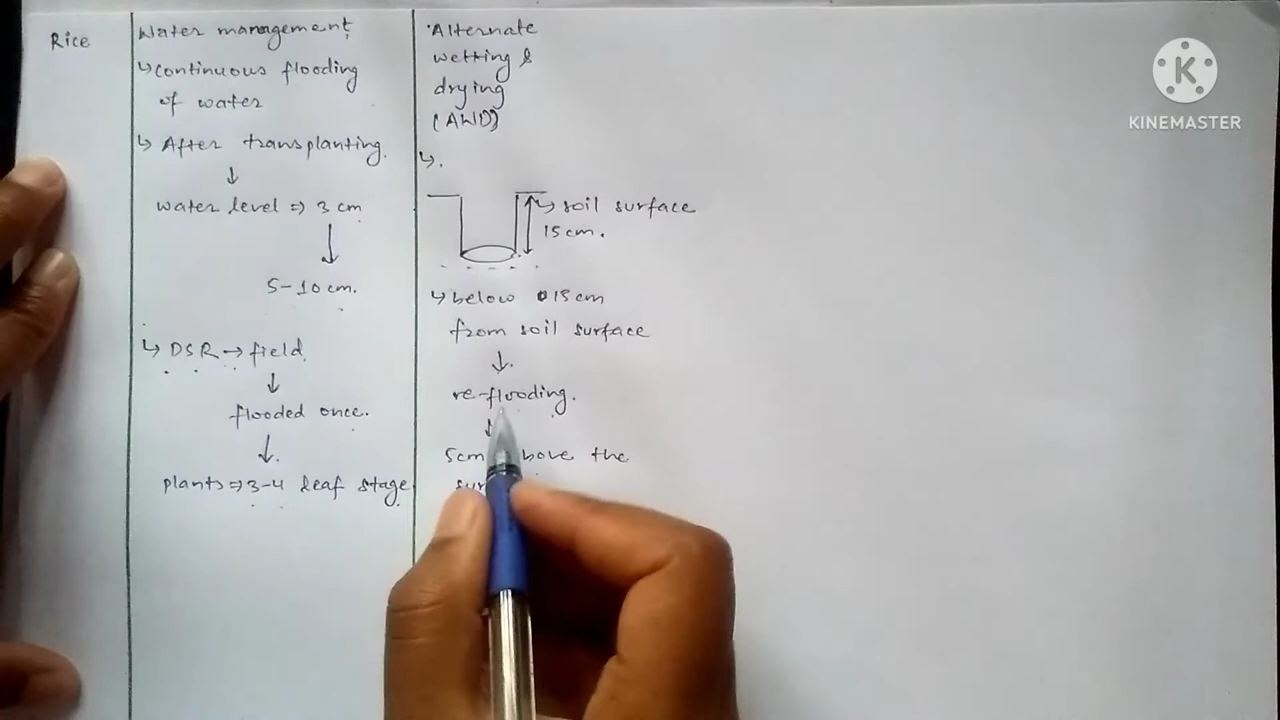 Rice
Water management
↳ continuous flooding
of water
↳ After transplanting.
↓
water level => 3 cm
↓
5-10 cm.
↳ DSR → field
↓
flooded once.
↓
plants => 3-4 leaf stage
Alternate
wetting &
drying
(AWD)
↳.
↳ soil surface
15 cm.
↳ below 15 cm
from soil surface
↓
re-flooding.
↓
5cm the
K
KINEMASTER